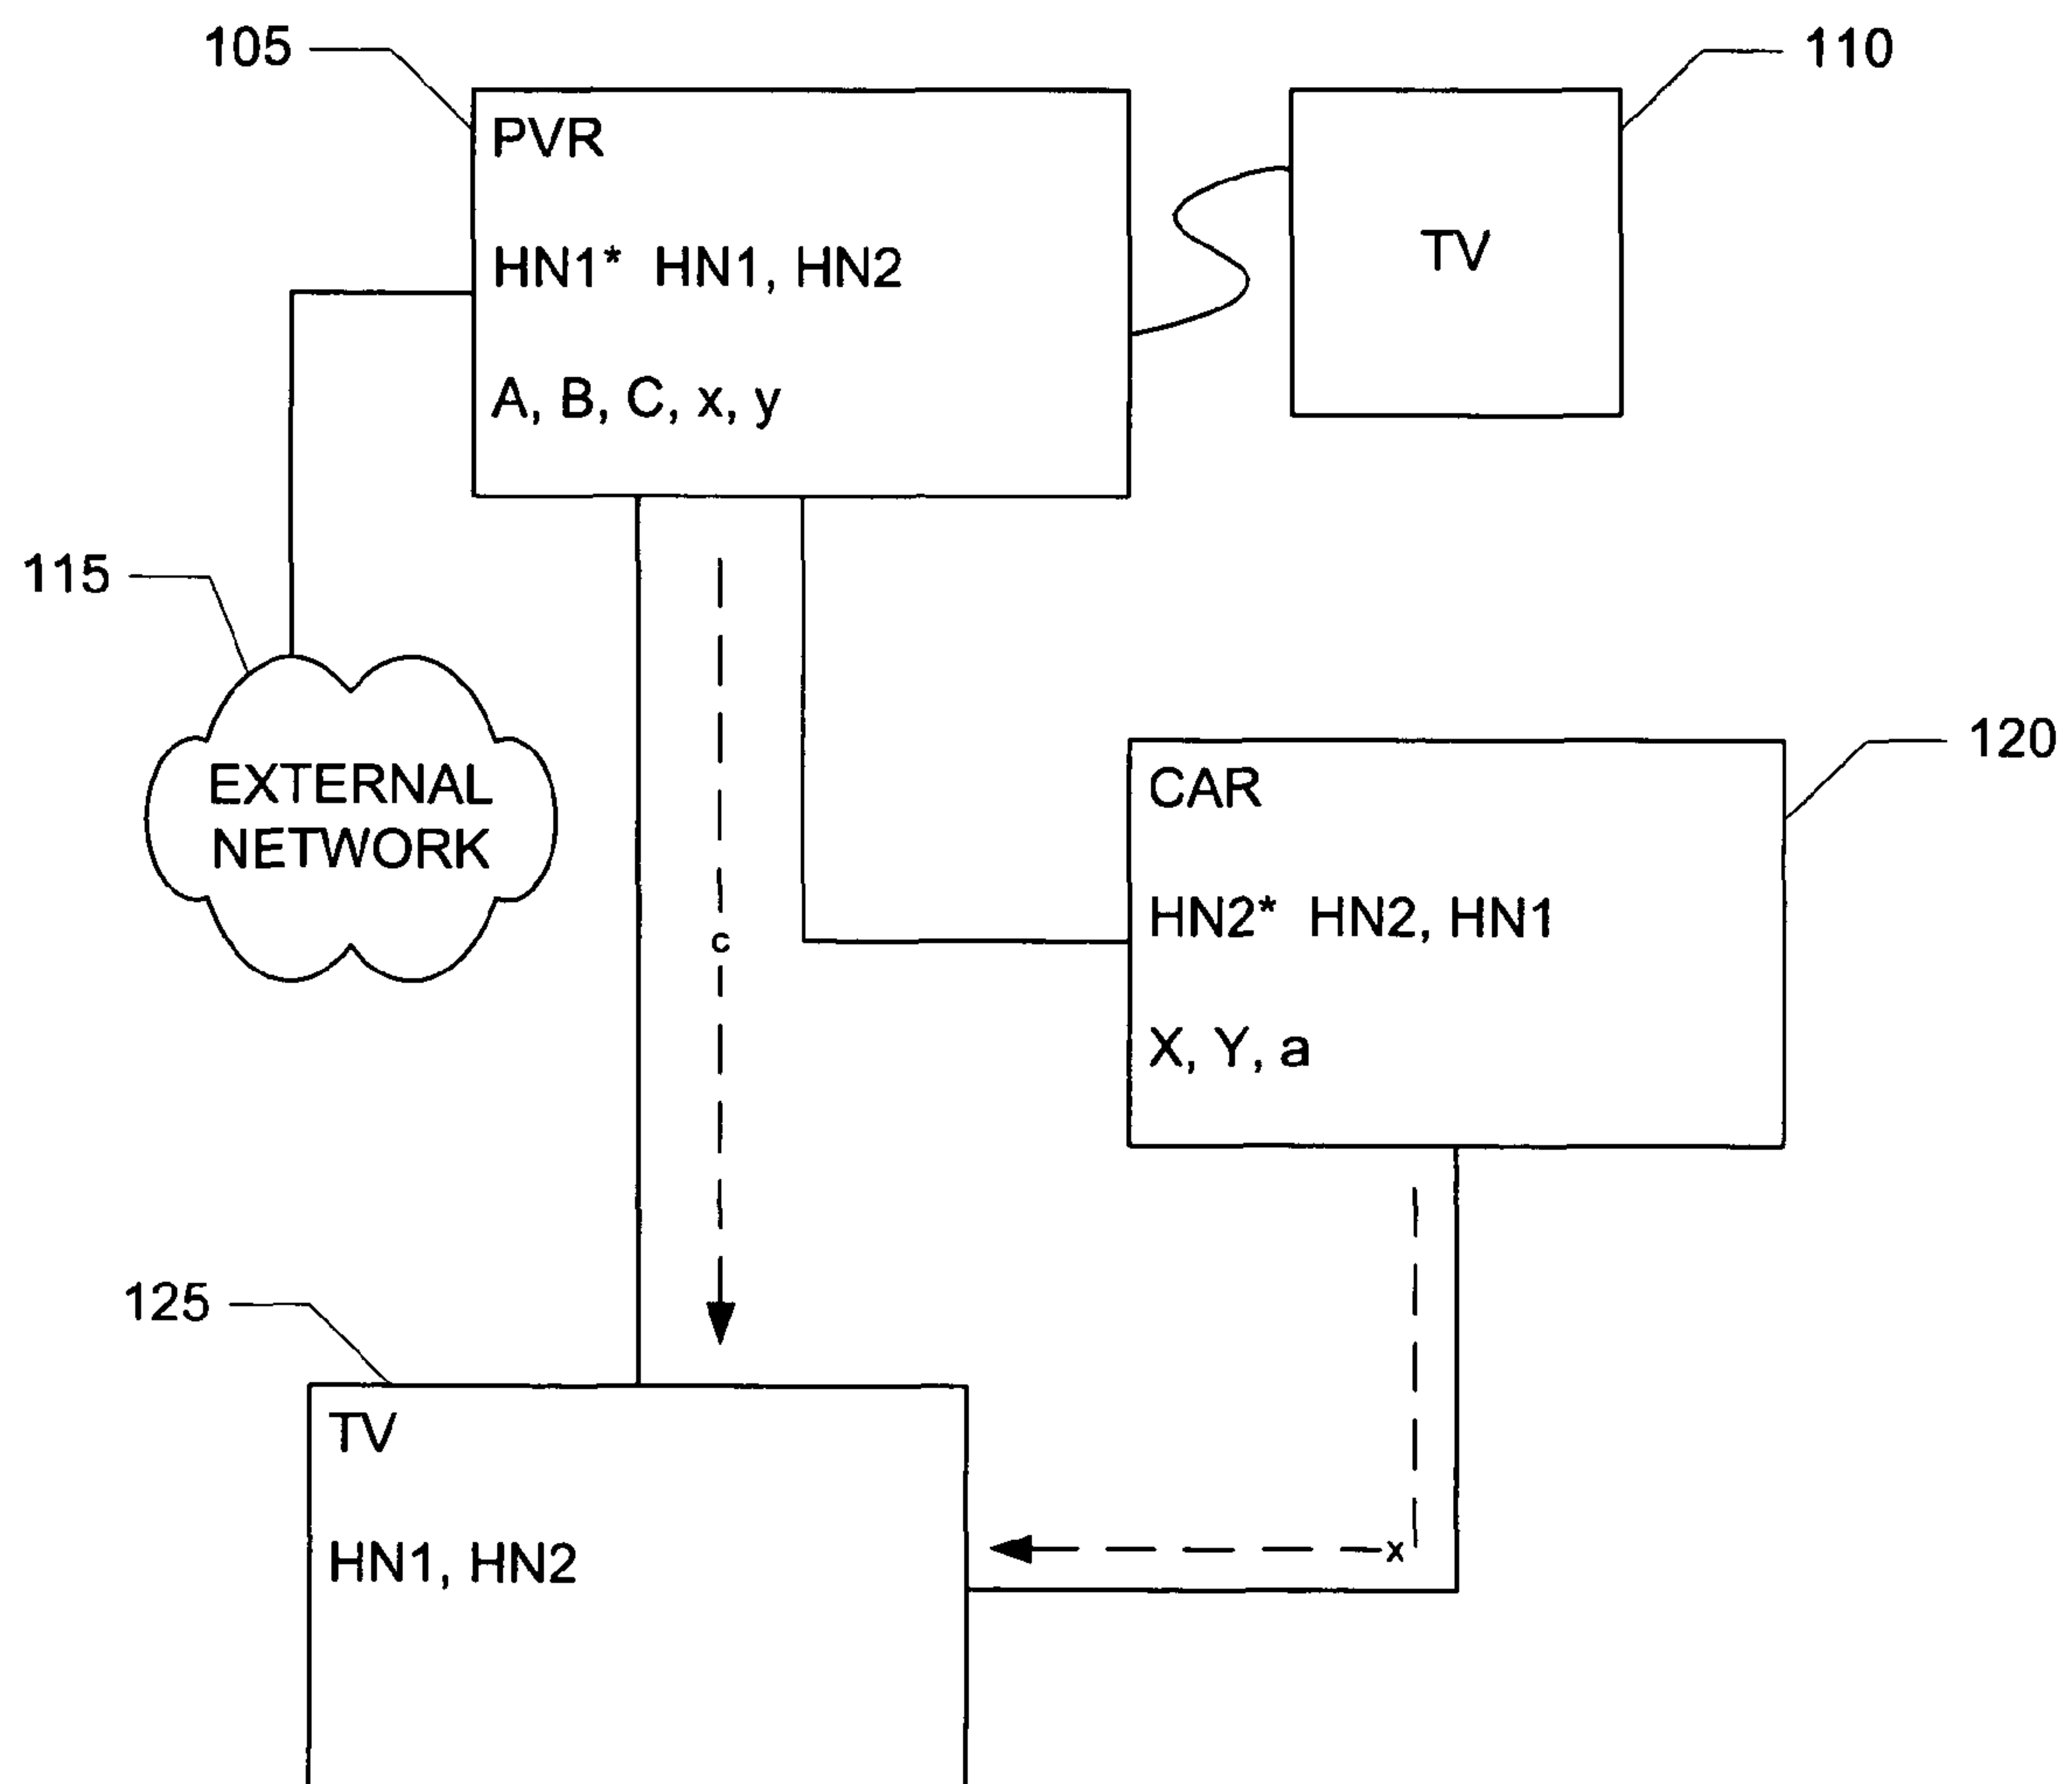 105
110
PVR
HN1* HN1, HN2
A, B, C, x, y
TV
115
EXTERNAL
NETWORK
120
CAR
HN2* HN2, HN1
X, Y, a
c
125
TV
HN1, HN2
x